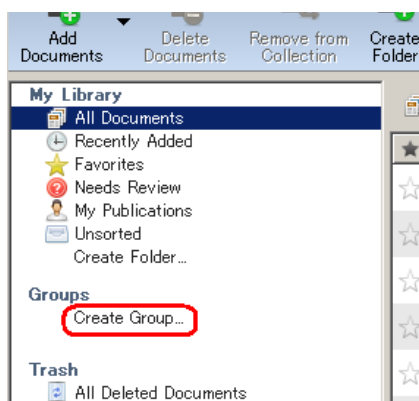 Add Documents
Delete Documents
Remove from Collection
Create Folder
My Library
All Documents
Recently Added
Favorites
Needs Review
My Publications
Unsorted
Create Folder...
Groups
Create Group...
Trash
All Deleted Documents